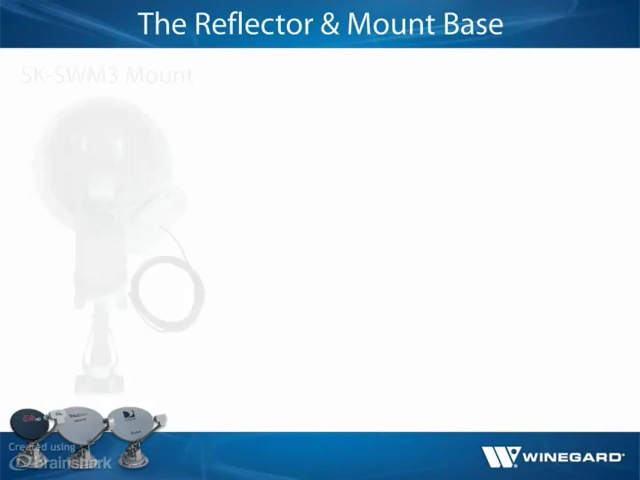 The Reflector & Mount Base
SK-SWM3 Mount
Created using
brainshark
WINEGARD®